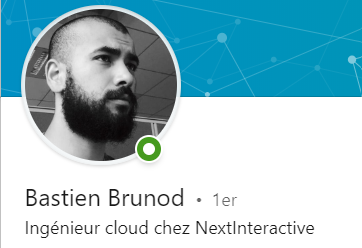 Bastien Brunod • 1er
Ingénieur cloud chez NextInteractive